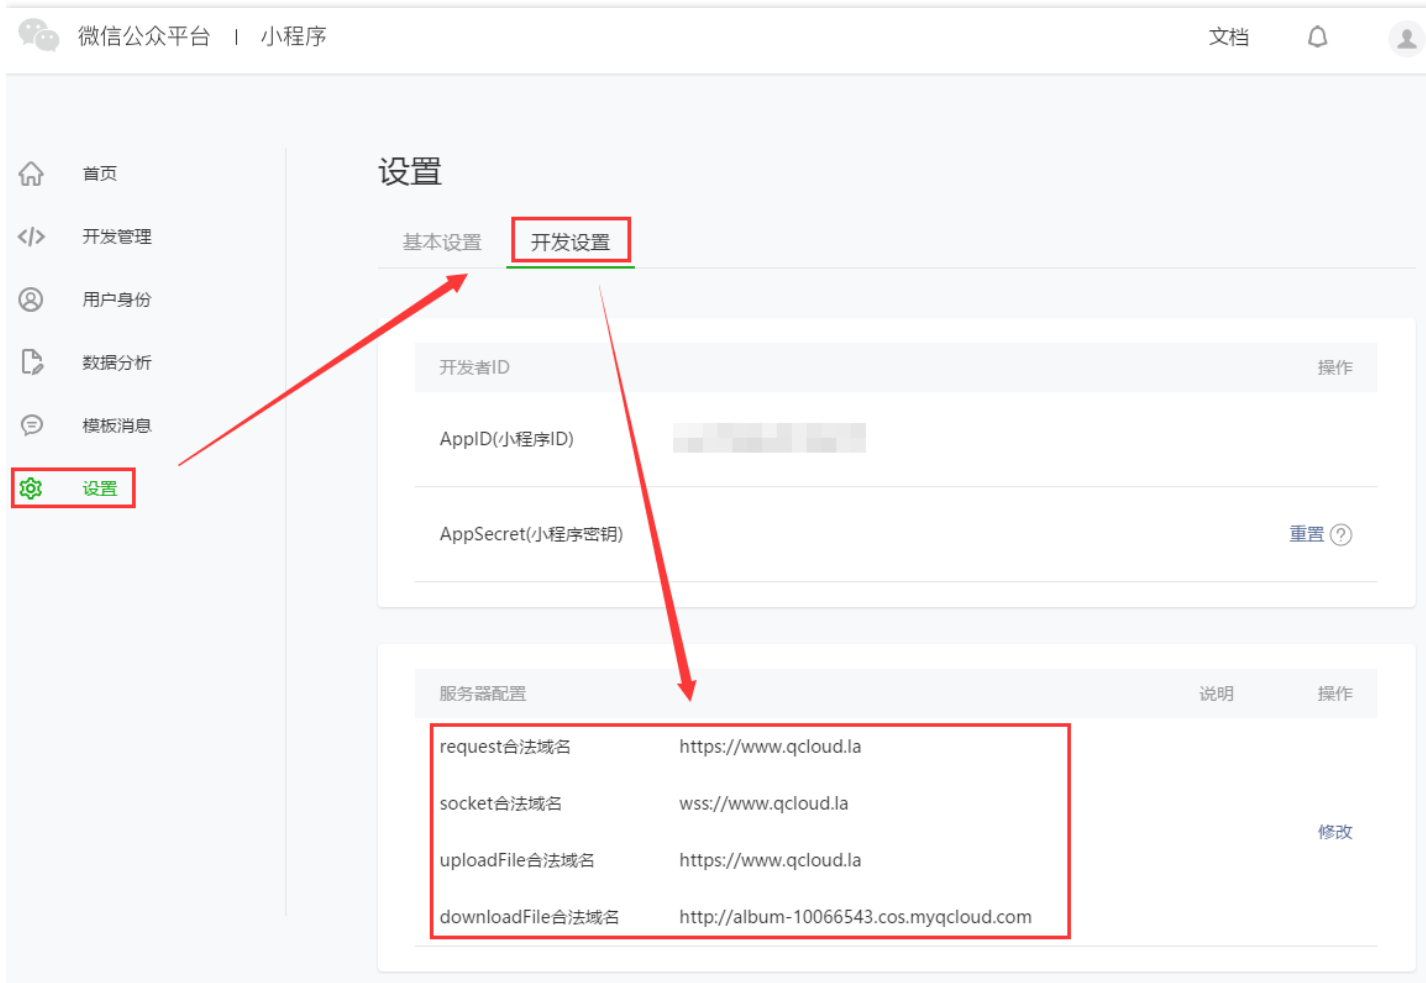 微信公众平台 | 小程序
文档
首页
开发管理
用户身份
数据分析
模板消息
设置
设置
基本设置 开发设置
开发者ID 操作
AppID(小程序ID)
AppSecret(小程序密钥) 重置 ?
服务器配置 说明 操作
request合法域名 https://www.qcloud.la
socket合法域名 wss://www.qcloud.la
uploadFile合法域名 https://www.qcloud.la
修改
downloadFile合法域名 http://album-10066543.cos.myqcloud.com